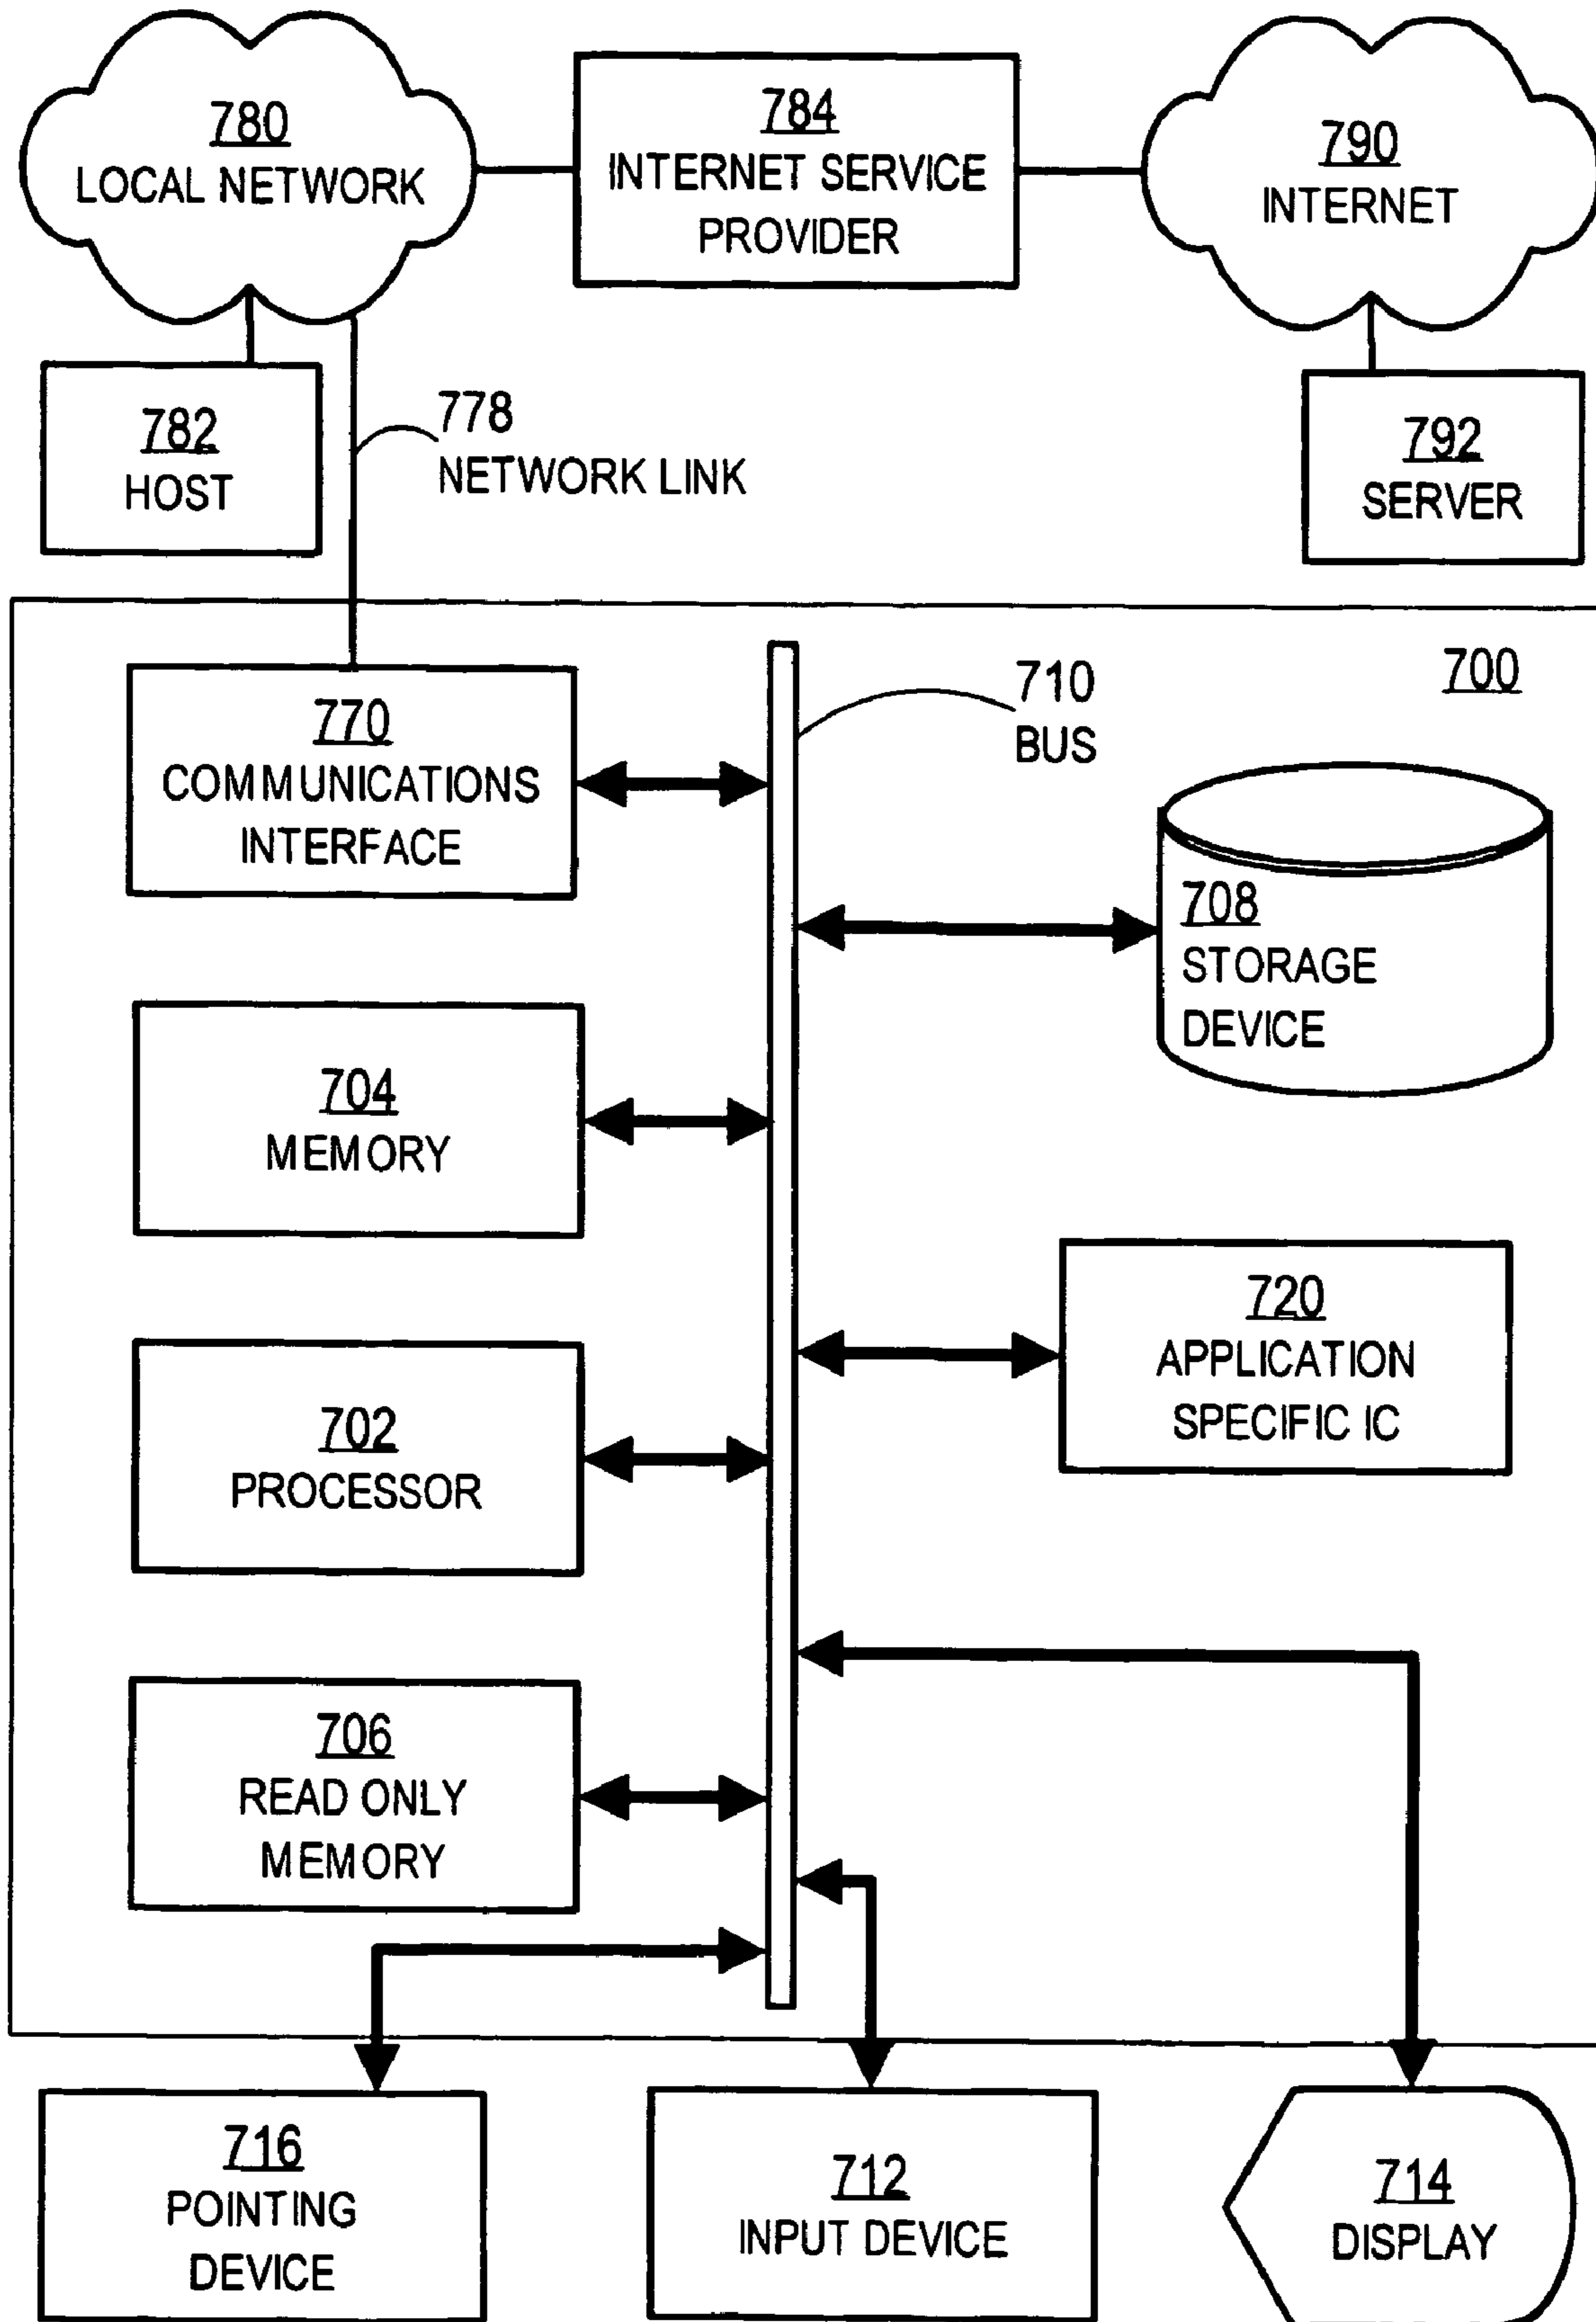 780
LOCAL NETWORK
784
INTERNET SERVICE
PROVIDER
790
INTERNET
782
HOST
778
NETWORK LINK
792
SERVER
700
710
BUS
770
COMMUNICATIONS
INTERFACE
708
STORAGE
DEVICE
704
MEMORY
720
APPLICATION
SPECIFIC IC
702
PROCESSOR
706
READ ONLY
MEMORY
716
POINTING
DEVICE
712
INPUT DEVICE
714
DISPLAY